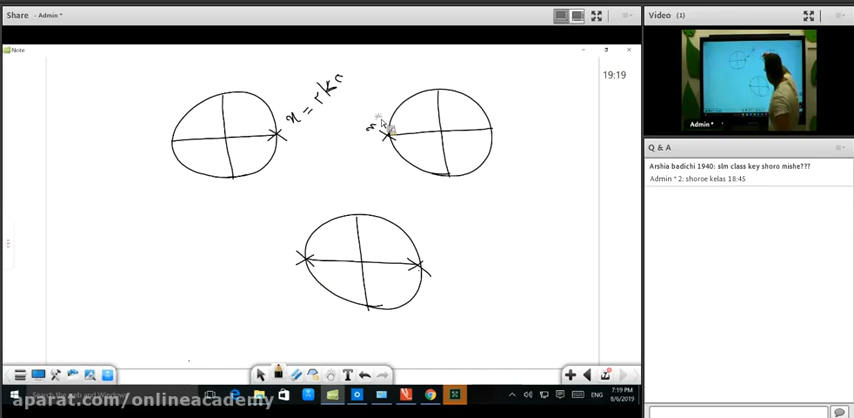 Share - Admin *
Video (1)
Note
19:19
Admin *
Q & A
Arshia badichi 1940: slm class key shoro mishe???
Admin * 2: shoroe kelas 18:45
ENG
7:19 PM
8/6/2019
aparat.com/onlineacademy